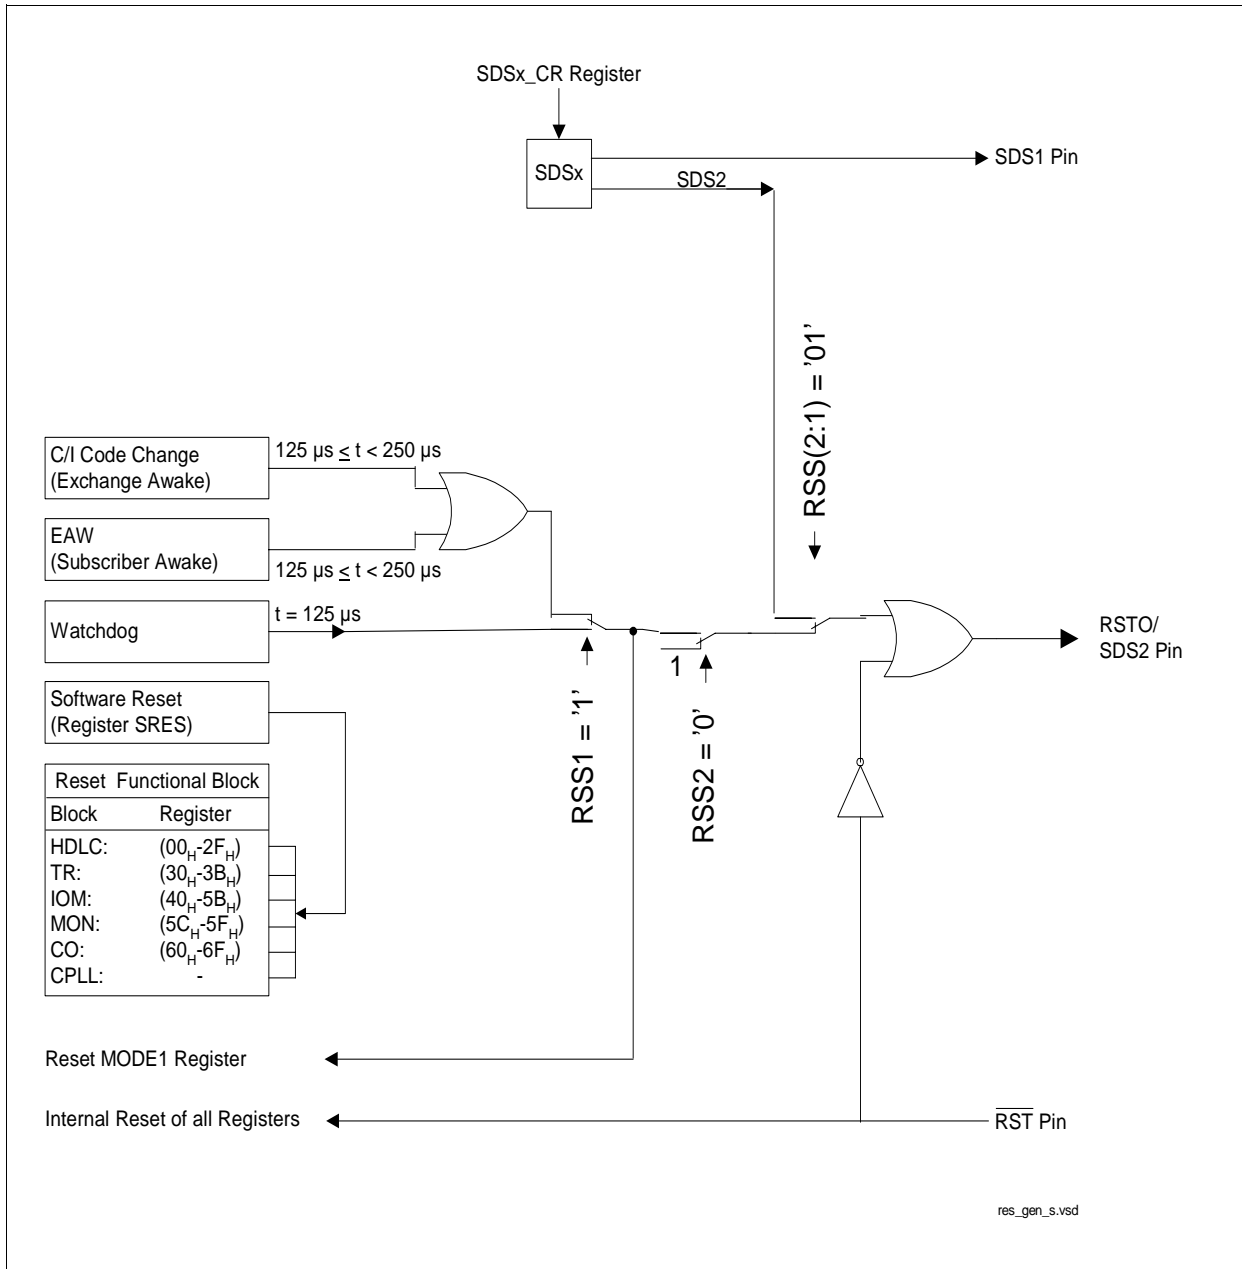 SDSx_CR Register
SDSx
SDS1 Pin
SDS2
RSS(2:1) = '01'
C/I Code Change
(Exchange Awake)
125 µs ≤ t < 250 µs
EAW
(Subscriber Awake)
125 µs ≤ t < 250 µs
Watchdog
t = 125 µs
1
RSTO/
SDS2 Pin
RSS1 = '1'
RSS2 = '0'
Software Reset
(Register SRES)
Reset Functional Block
Block Register
HDLC: (00H-2FH)
TR: (30H-3BH)
IOM: (40H-5BH)
MON: (5CH-5FH)
CO: (60H-6FH)
CPLL: -
Reset MODE1 Register
Internal Reset of all Registers
RST Pin
res_gen_s.vsd